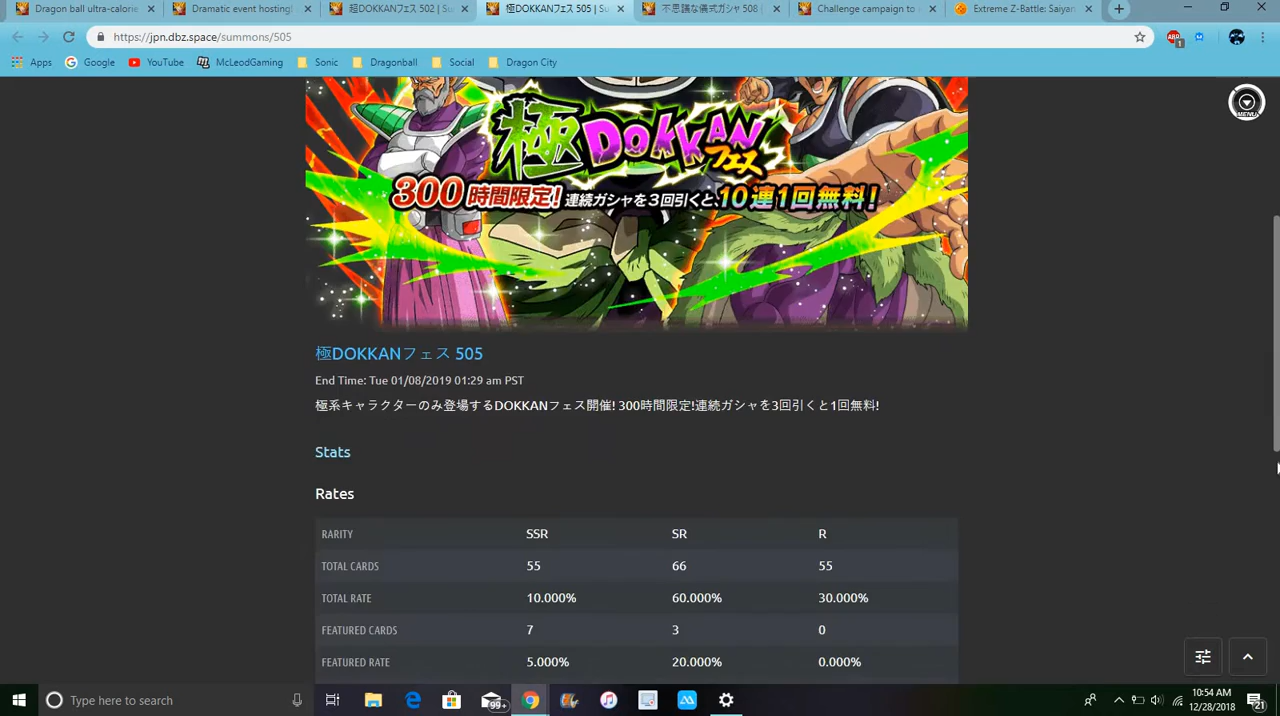 Dragon ball ultra-calorie
Dramatic event hosting!
超DOKKANフェス 502 | Su
極DOKKANフェス 505 | Su
不思議な儀式ガシャ 508 |
Challenge campaign to
Extreme Z-Battle: Saiyan
https://jpn.dbz.space/summons/505
ABP
1
Apps
Google
YouTube
McLeodGaming
Sonic
Dragonball
Social
Dragon City
極DOKKANフェス
300時間限定!連続ガシャを3回引くと、10連1回無料!
MENU
極DOKKANフェス 505
End Time: Tue 01/08/2019 01:29 am PST
極系キャラクターのみ登場するDOKKANフェス開催! 300時間限定!連続ガシャを3回引くと1回無料!
Stats
Rates
RARITY SSR SR R
TOTAL CARDS 55 66 55
TOTAL RATE 10.000% 60.000% 30.000%
FEATURED CARDS 7 3 0
FEATURED RATE 5.000% 20.000% 0.000%
Type here to search
99+
10:54 AM
12/28/2018
21